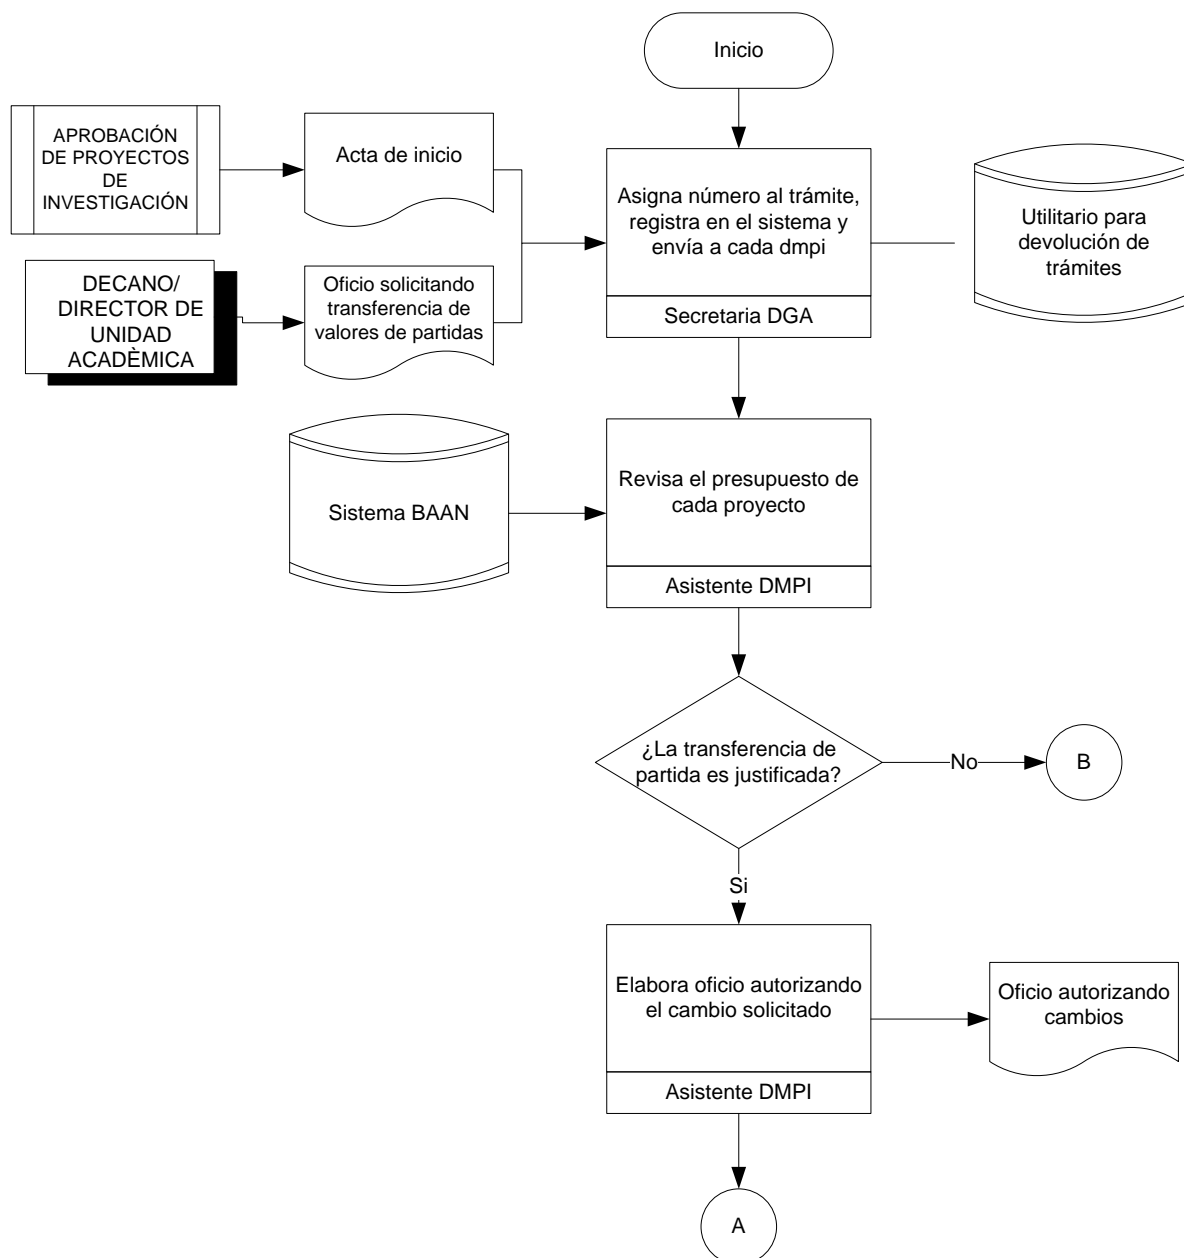 Inicio
APROBACIÓN
DE PROYECTOS
DE
INVESTIGACIÓN
Acta de inicio
Asigna número al trámite,
registra en el sistema y
envía a cada dmpi
Secretaria DGA
Utilitario para
devolución de
trámites
DECANO/
DIRECTOR DE
UNIDAD
ACADÈMICA
Oficio solicitando
transferencia de
valores de partidas
Sistema BAAN
Revisa el presupuesto de
cada proyecto
Asistente DMPI
¿La transferencia de
partida es justificada?
No
B
Si
Elabora oficio autorizando
el cambio solicitado
Asistente DMPI
Oficio autorizando
cambios
A